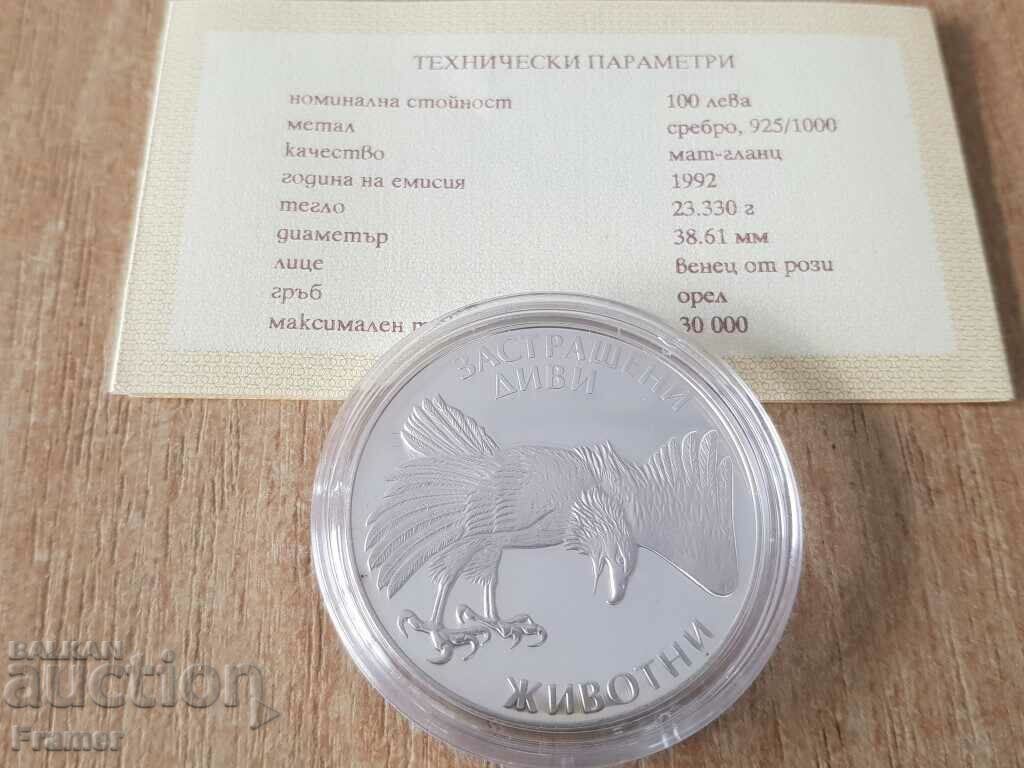 ТЕХНИЧЕСКИ ПАРАМЕТРИ
номинална стойност 100 лева
метал сребро, 925/1000
качество мат-гланц
година на емисия 1992
тегло 23.330 г
диаметър 38.61 мм
лице венец от рози
гръб орел
максимален 30 000
ЗАСТРАШЕНИ
ДИВИ
ЖИВОТНИ
BALKAN
auction
Framer